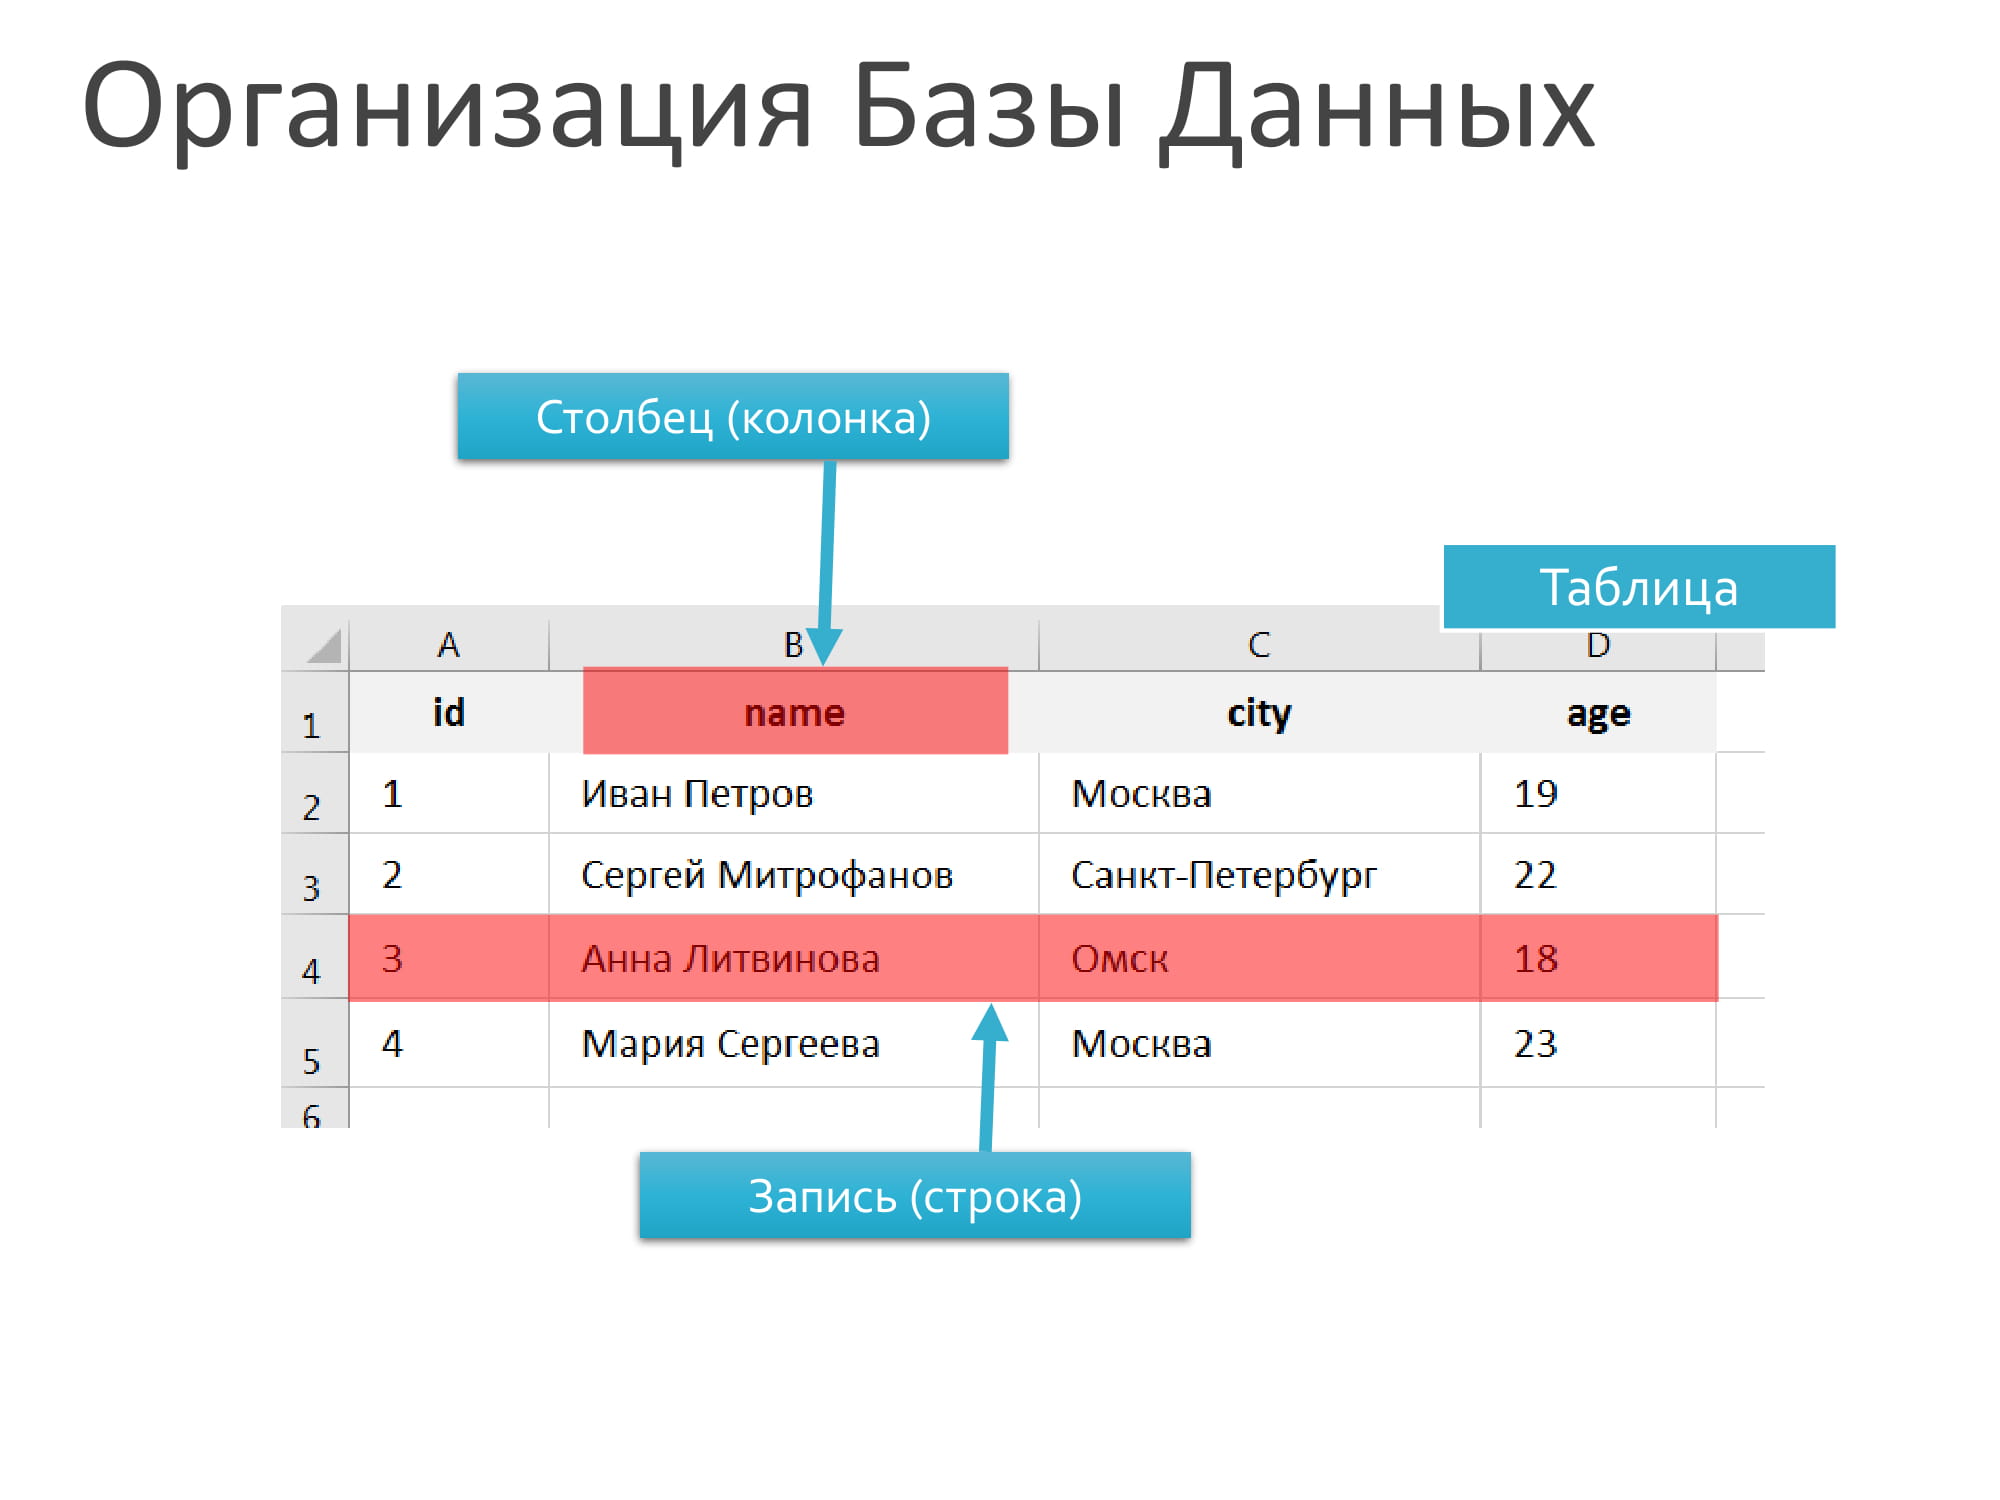 Организация Базы Данных
Столбец (колонка)
Таблица
A B C D
1 id name city age
2 1 Иван Петров Москва 19
3 2 Сергей Митрофанов Санкт-Петербург 22
4 3 Анна Литвинова Омск 18
5 4 Мария Сергеева Москва 23
6
Запись (строка)